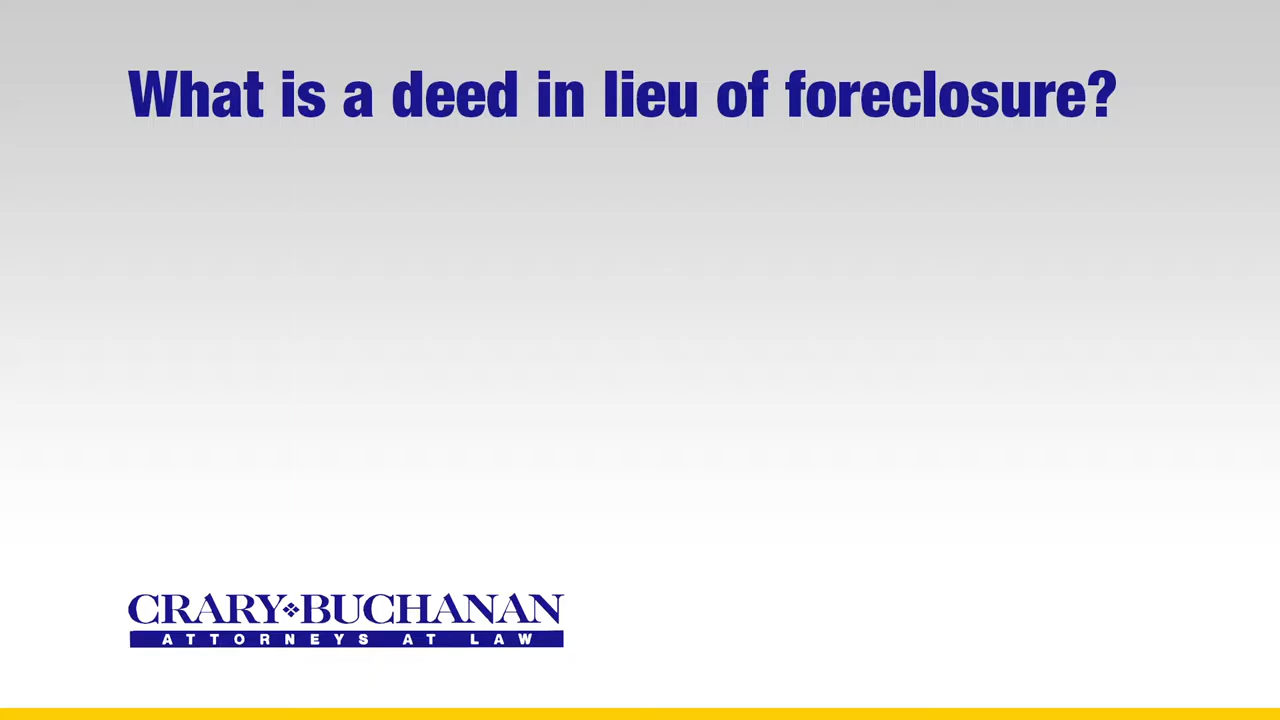 What is a deed in lieu of foreclosure?
CRARY BUCHANAN
ATTORNEYS AT LAW